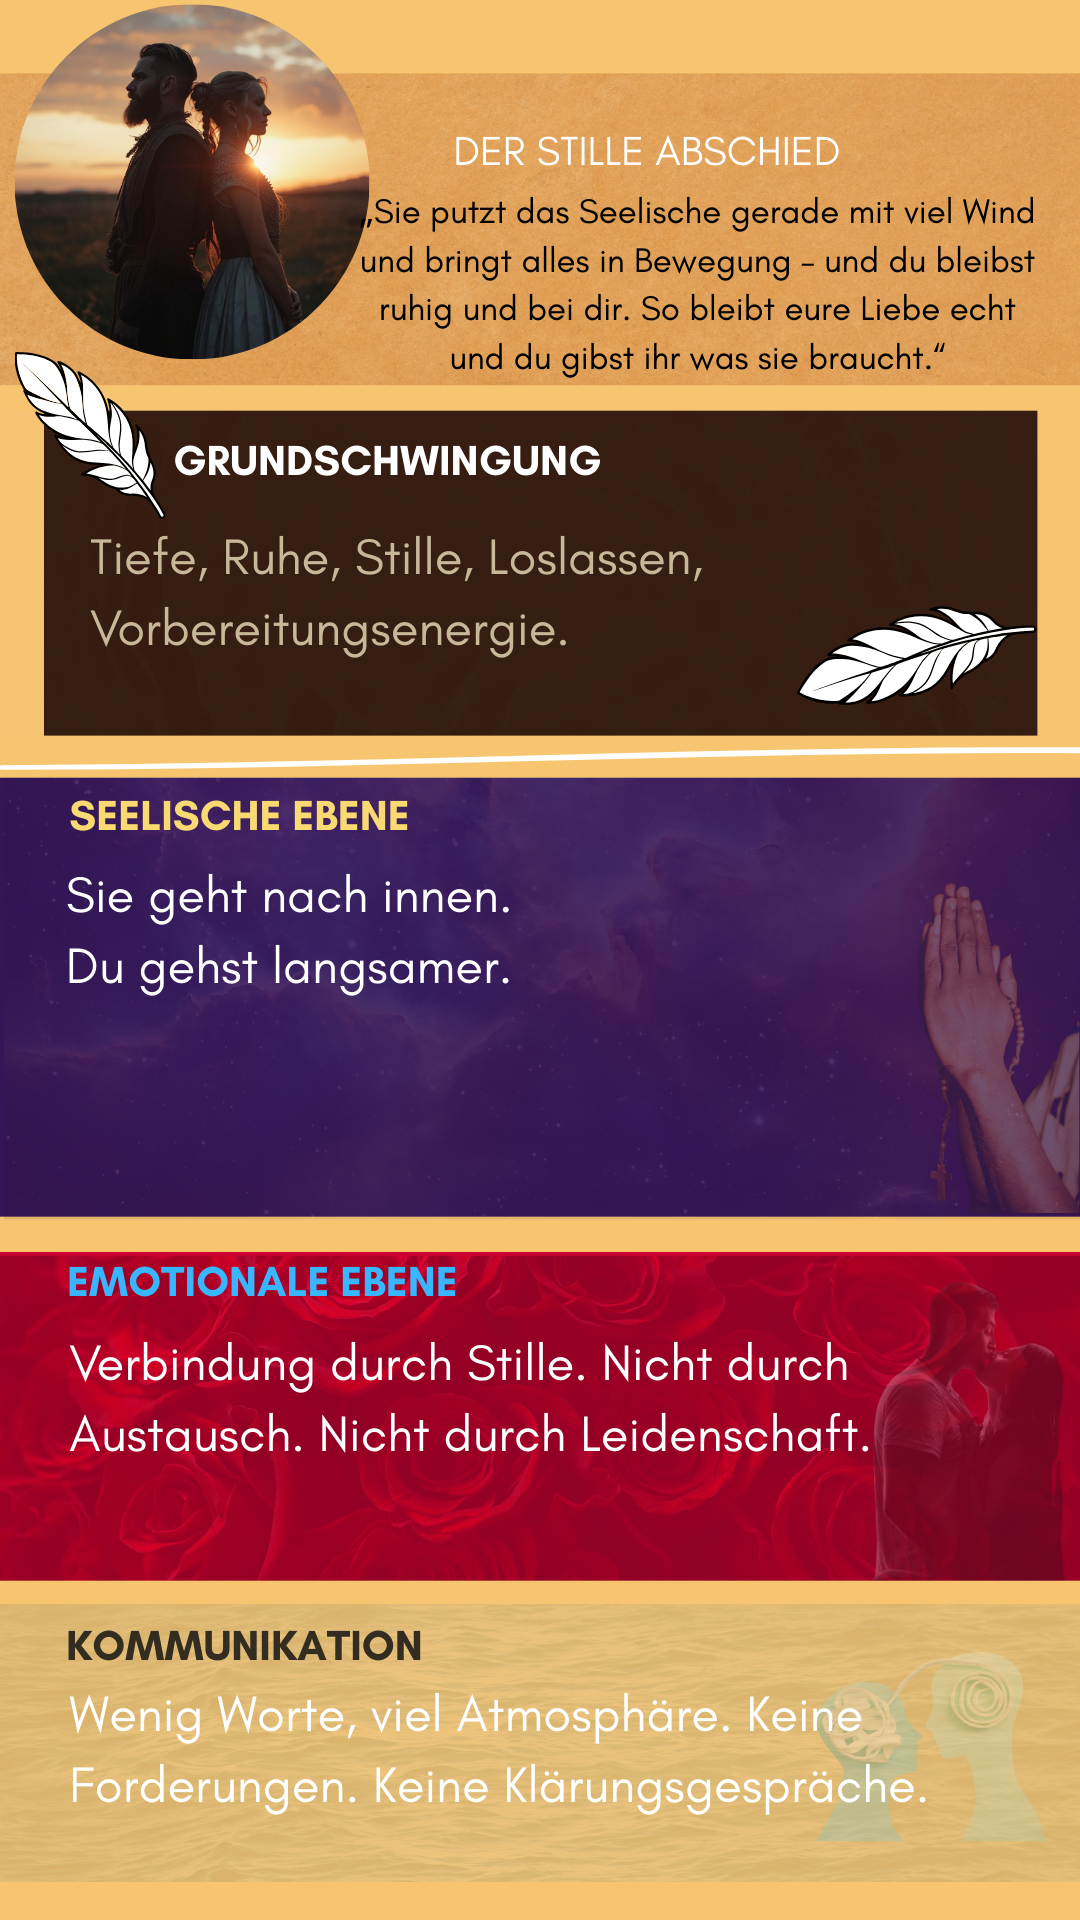 DER STILLE ABSCHIED
„Sie putzt das Seelische gerade mit viel Wind
und bringt alles in Bewegung – und du bleibst
ruhig und bei dir. So bleibt eure Liebe echt
und du gibst ihr was sie braucht.“
GRUNDSCHWINGUNG
Tiefe, Ruhe, Stille, Loslassen,
Vorbereitungsenergie.
SEELISCHE EBENE
Sie geht nach innen.
Du gehst langsamer.
EMOTIONALE EBENE
Verbindung durch Stille. Nicht durch
Austausch. Nicht durch Leidenschaft.
KOMMUNIKATION
Wenig Worte, viel Atmosphäre. Keine
Forderungen. Keine Klärungsgespräche.